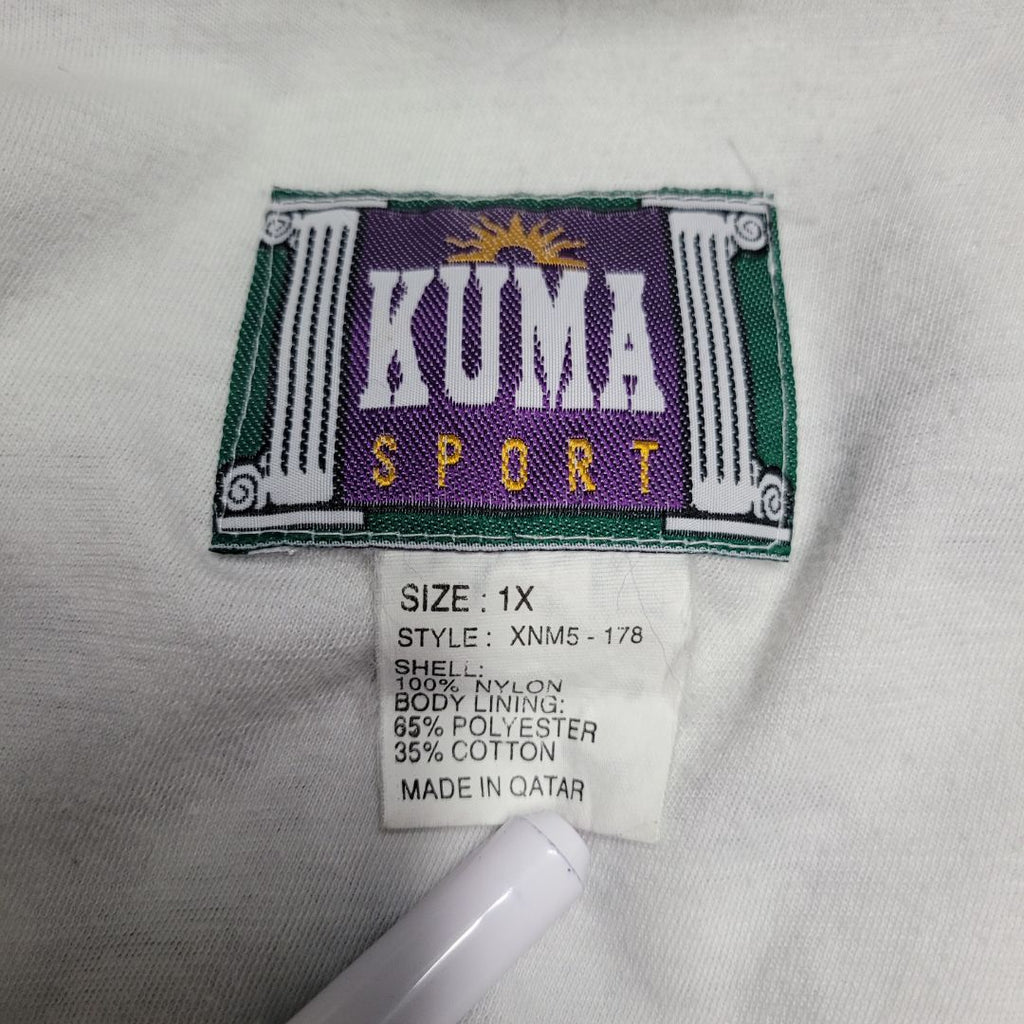 KUMA
SPORT
SIZE : 1X
STYLE : XNM5 - 178
SHELL:
100% NYLON
BODY LINING:
65% POLYESTER
35% COTTON
MADE IN QATAR